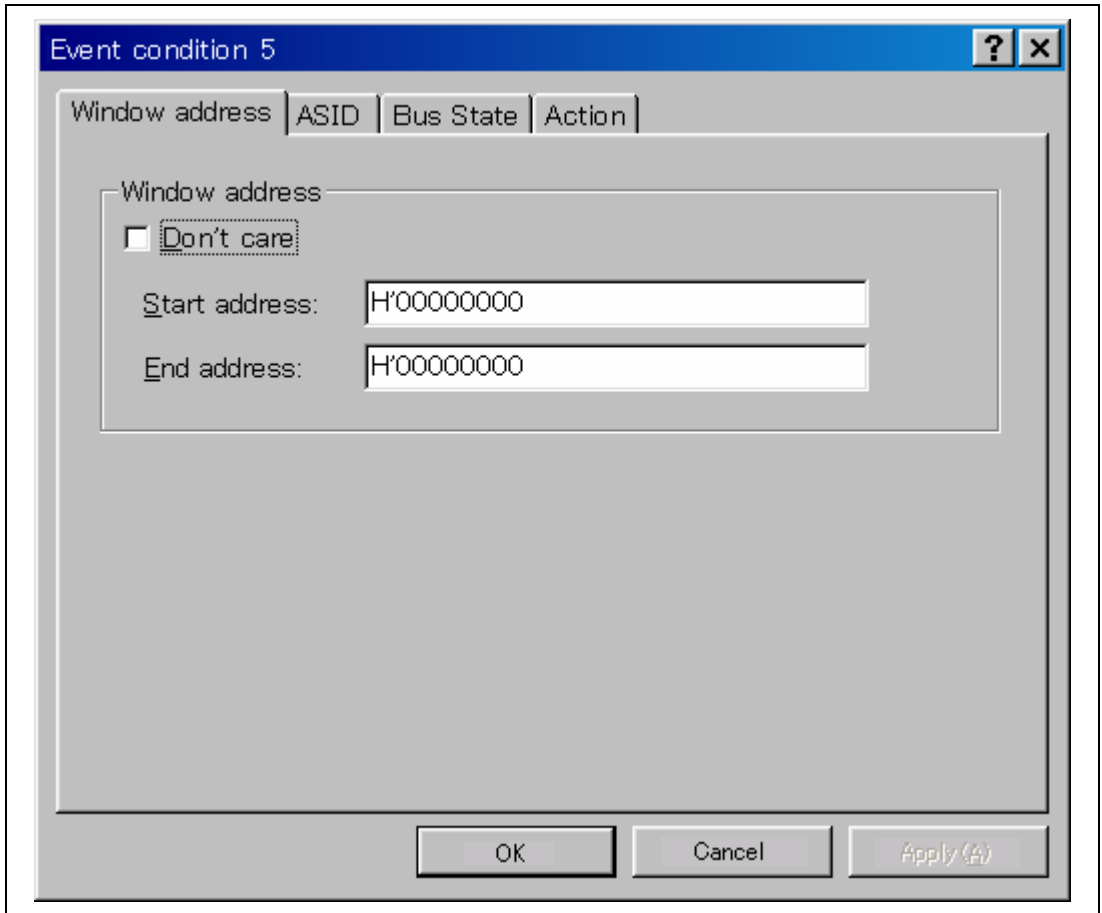 Event condition 5
Window address ASID Bus State Action
Window address
Don't care
Start address: H'00000000
End address: H'00000000
OK Cancel Apply(A)